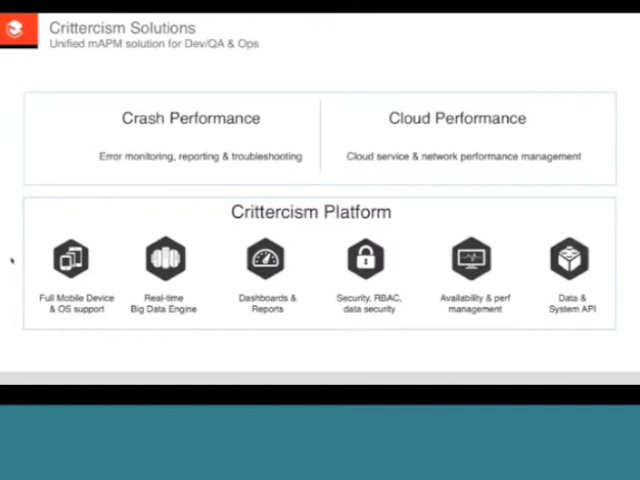 Crittercism Solutions
Unified mAPM solution for Dev/QA & Ops
Crash Performance
Error monitoring, reporting & troubleshooting
Cloud Performance
Cloud service & network performance management
Crittercism Platform
Full Mobile Device
& OS support
Real-time
Big Data Engine
Dashboards &
Reports
Security, RBAC,
data security
Availability & perf
management
Data &
System API